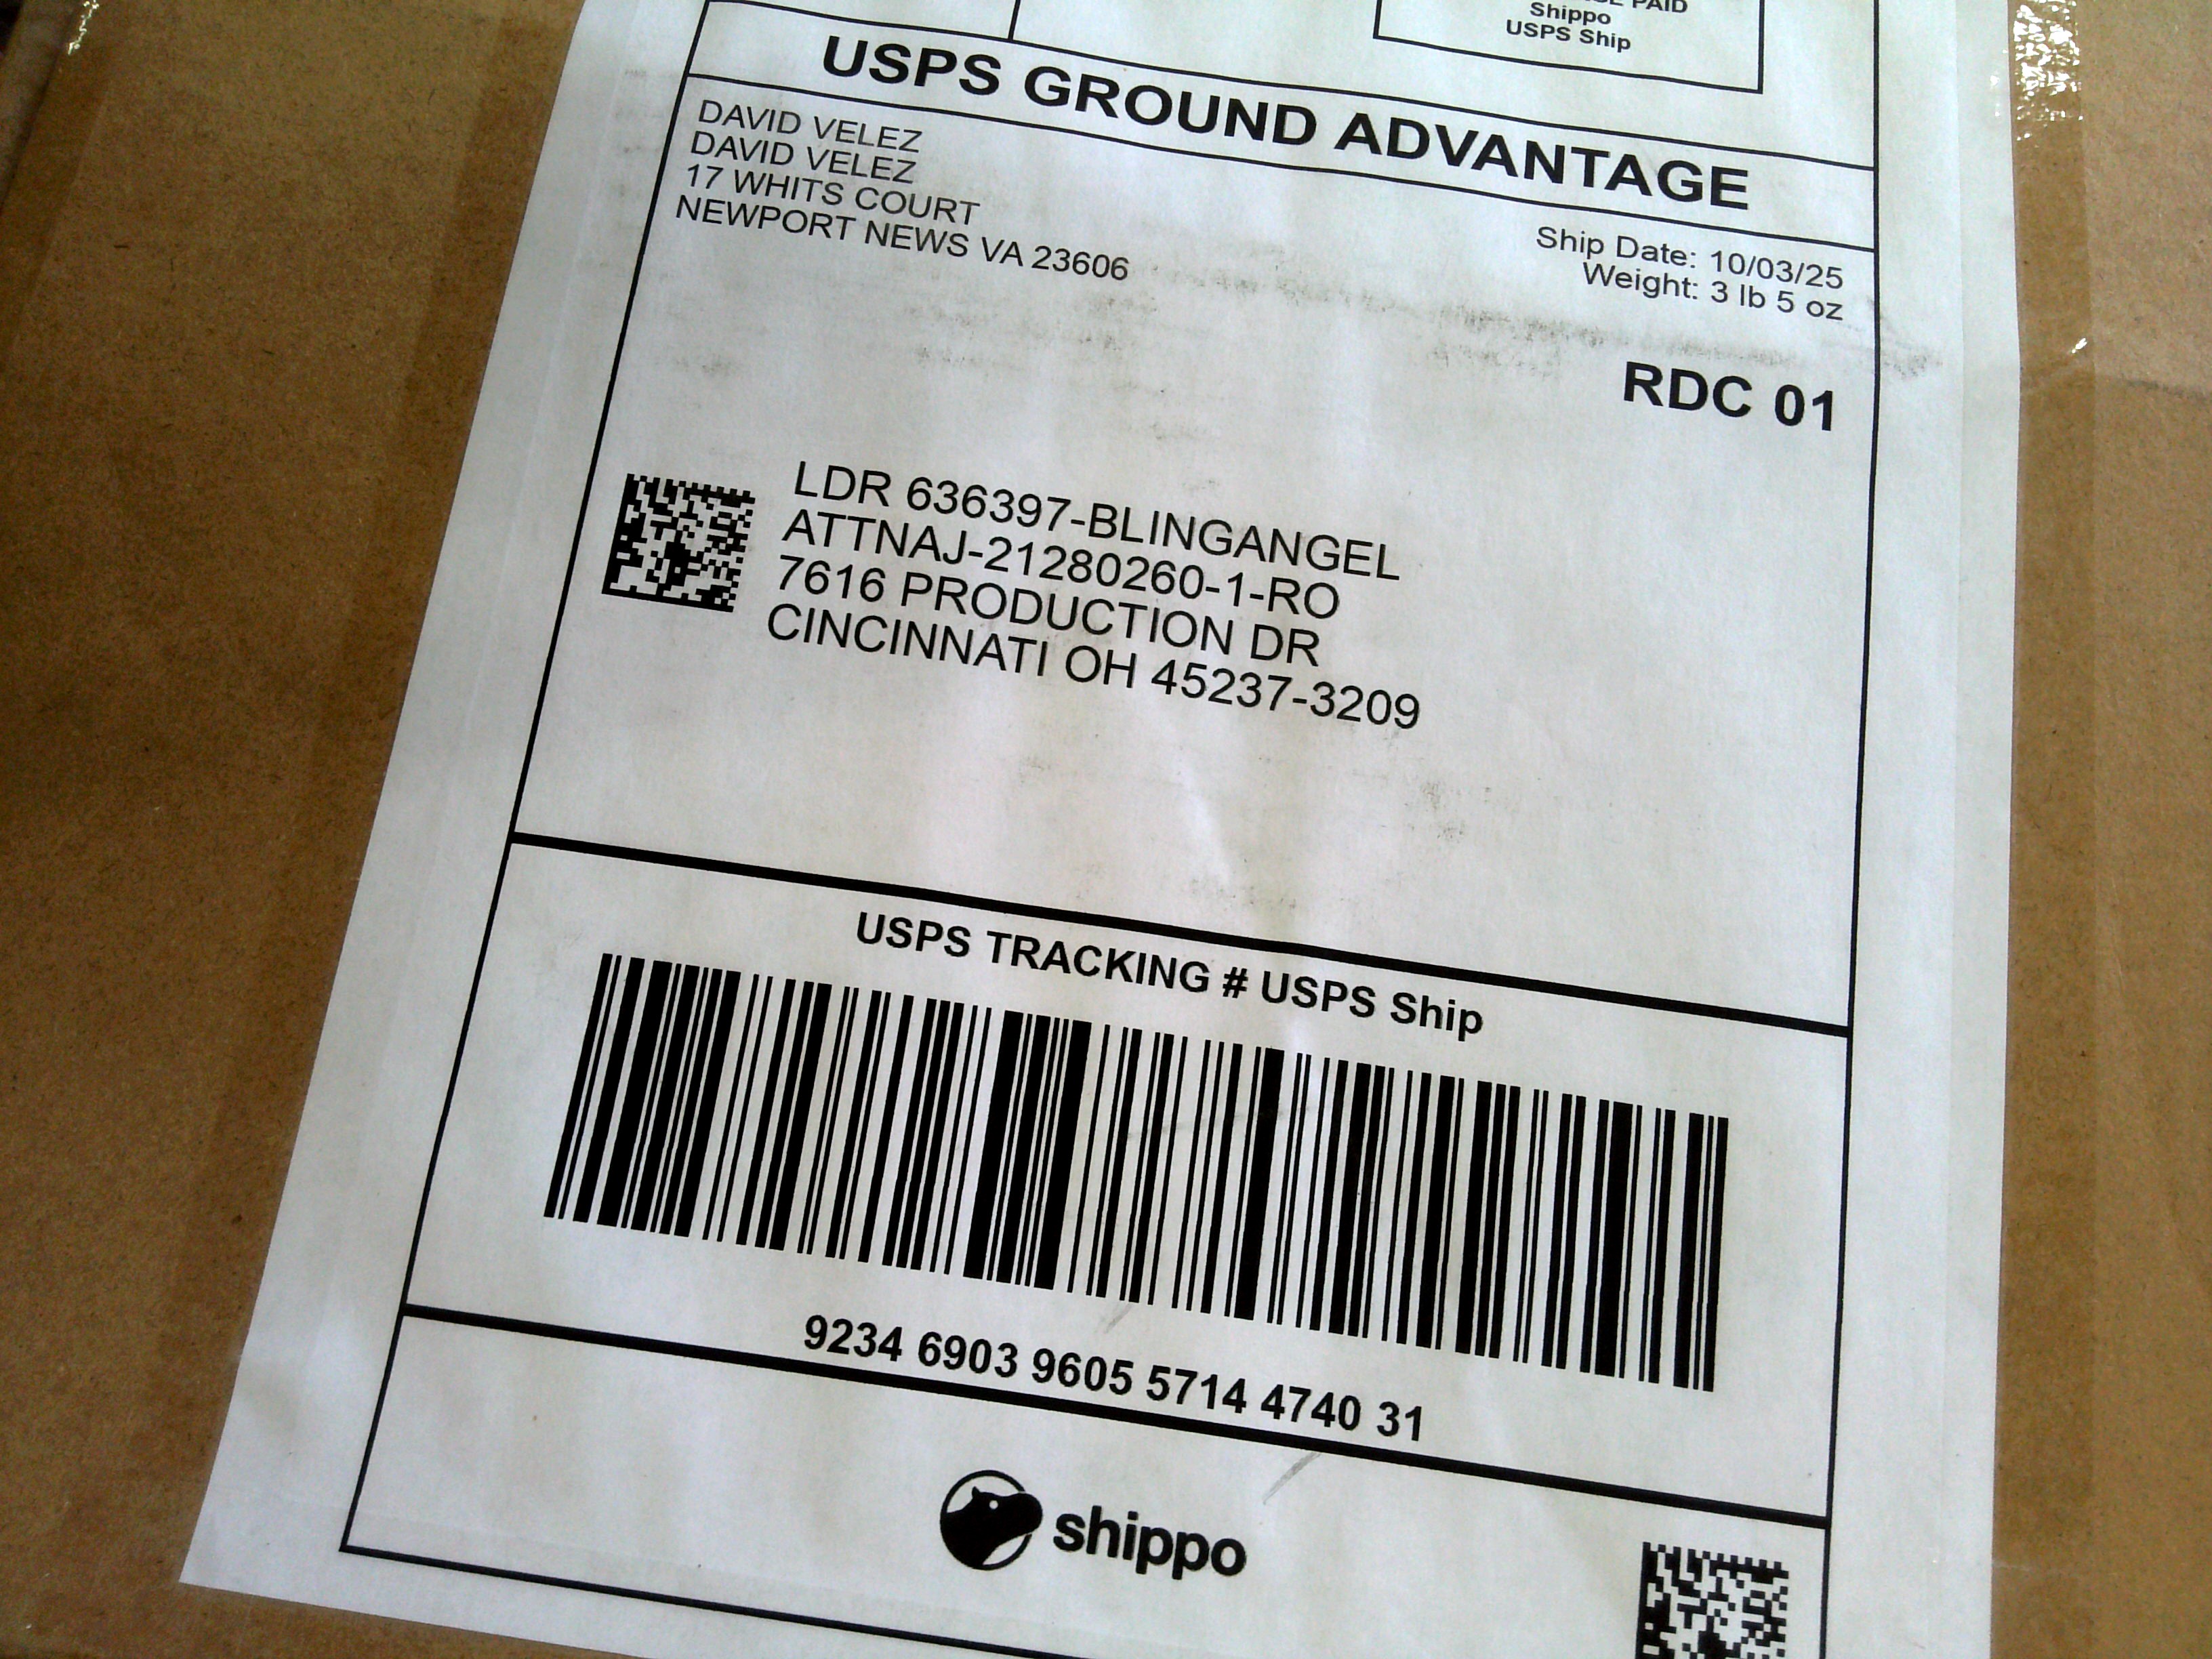 PAID
Shippo
USPS Ship
USPS GROUND ADVANTAGE
DAVID VELEZ
DAVID VELEZ
17 WHITS COURT
NEWPORT NEWS VA 23606
Ship Date: 10/03/25
Weight: 3 lb 5 oz
RDC 01
LDR 636397-BLINGANGEL
ATTNAJ-21280260-1-RO
7616 PRODUCTION DR
CINCINNATI OH 45237-3209
USPS TRACKING # USPS Ship
9234 6903 9605 5714 4740 31
shippo